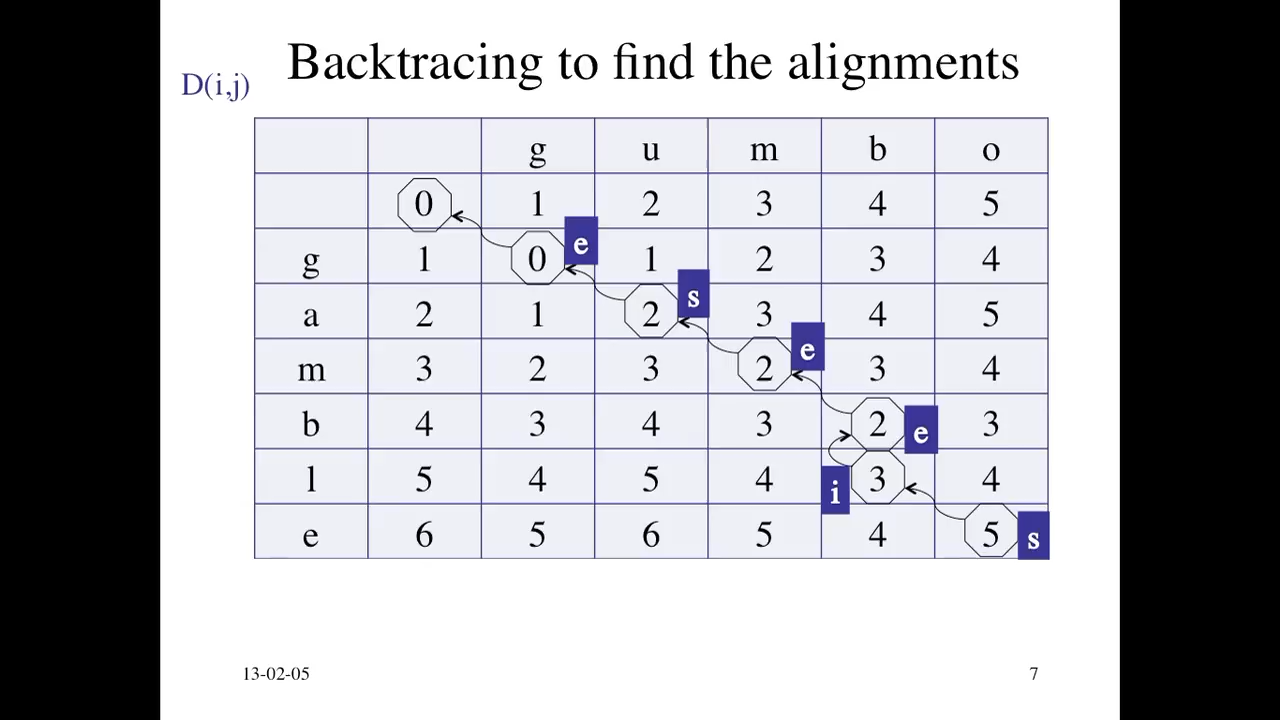 Backtracing to find the alignments
D(i,j)
g u m b o
0 1 2 3 4 5
e
g 1 0 1 2 3 4
s
a 2 1 2 3 4 5
e
m 3 2 3 2 3 4
b 4 3 4 3 2 e 3
l 5 4 5 4 i 3 4
e 6 5 6 5 4 5 s
13-02-05 7